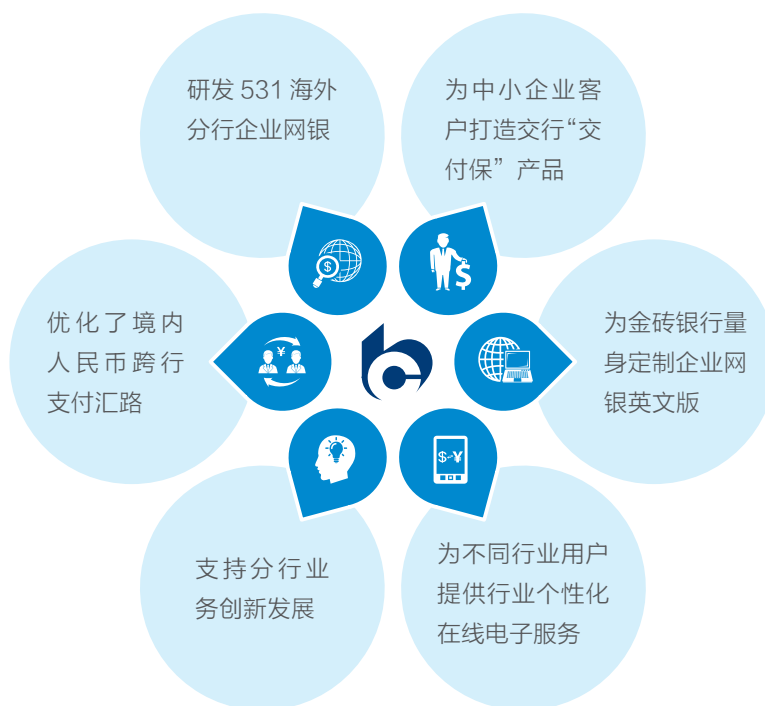 研发 531 海外
分行企业网银
为中小企业客
户打造交行“交
付保”产品
优化了境内
人民币跨行
支付汇路
¥
$
$
为金砖银行量
身定制企业网
银英文版
$ ¥
支持分行业
务创新发展
为不同行业用户
提供行业个性化
在线电子服务